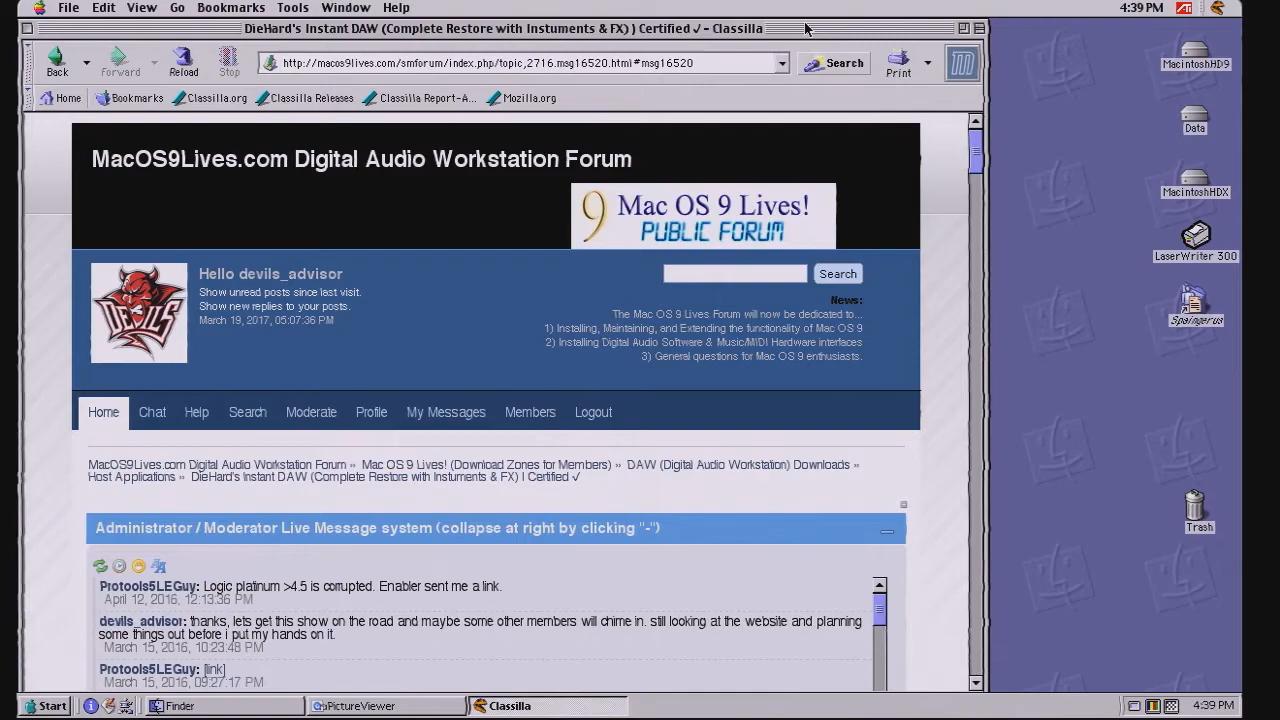 File Edit View Go Bookmarks Tools Window Help
4:39 PM
DieHard's Instant DAW (Complete Restore with Instuments & FX) ) Certified √ - Classilla
Back Forward Reload Stop
http://macos9lives.com/smforum/index.php/topic,2716.msg16520.html#msg16520
Search Print
Home Bookmarks Classilla.org Classilla Releases Classilla Report-A... Mozilla.org
MacintoshHD9
Data
MacintoshHDX
LaserWriter 300
Spaingerus
Trash
MacOS9Lives.com Digital Audio Workstation Forum
9 Mac OS 9 Lives!
PUBLIC FORUM
DEVILS
Hello devils_advisor
Show unread posts since last visit.
Show new replies to your posts.
March 19, 2017, 05:07:36 PM
Search
News:
The Mac OS 9 Lives Forum will now be dedicated to...
1) Installing, Maintaining, and Extending the functionality of Mac OS 9
2) Installing Digital Audio Software & Music/MIDI Hardware interfaces
3) General questions for Mac OS 9 enthusiasts.
Home Chat Help Search Moderate Profile My Messages Members Logout
MacOS9Lives.com Digital Audio Workstation Forum » Mac OS 9 Lives! (Download Zones for Members) » DAW (Digital Audio Workstation) Downloads »
Host Applications » DieHard's Instant DAW (Complete Restore with Instuments & FX) | Certified √
Administrator / Moderator Live Message system (collapse at right by clicking "-")
Protools5LEGuy: Logic platinum >4.5 is corrupted. Enabler sent me a link.
April 12, 2016, 12:13:36 PM
devils_advisor: thanks, lets get this show on the road and maybe some other members will chime in. still looking at the website and planning
some things out before i put my hands on it.
March 15, 2016, 10:23:48 PM
Protools5LEGuy: [link]
March 15, 2016, 09:27:17 PM
Start Finder PictureViewer Classilla 4:39 PM